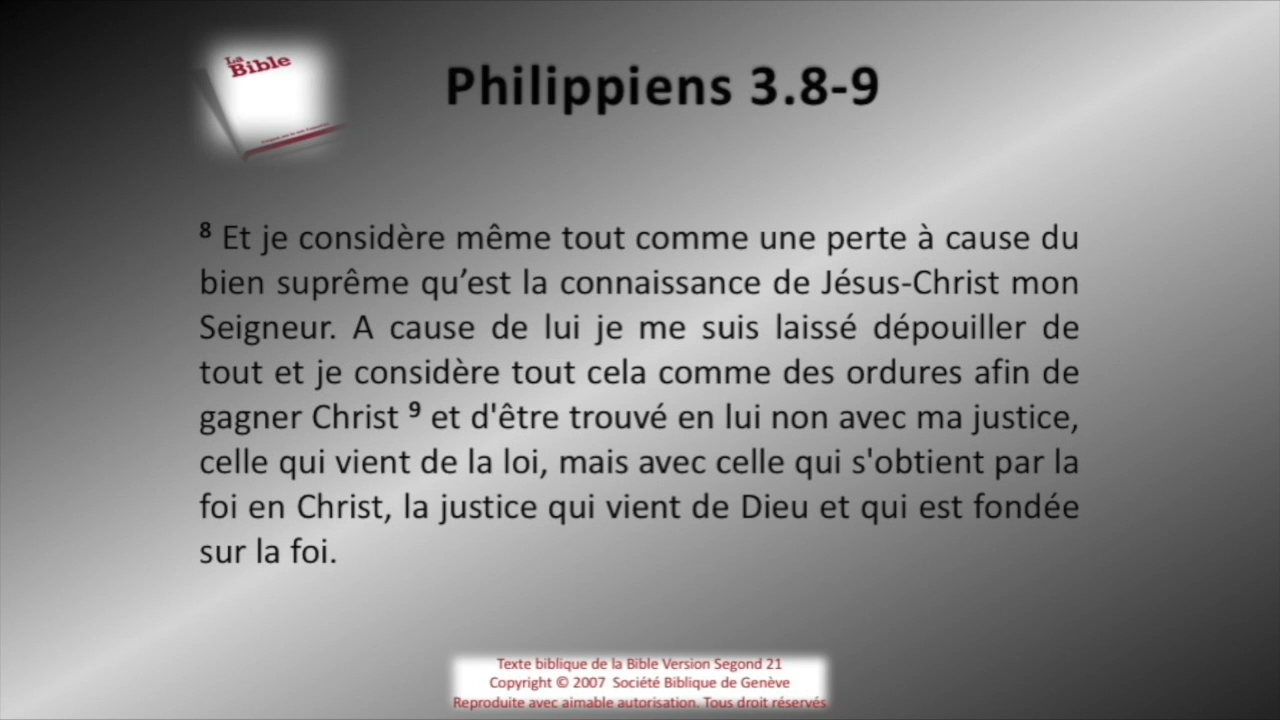 La
Bible
Philippiens 3.8-9
⁸ Et je considère même tout comme une perte à cause du
bien suprême qu’est la connaissance de Jésus-Christ mon
Seigneur. A cause de lui je me suis laissé dépouiller de
tout et je considère tout cela comme des ordures afin de
gagner Christ ⁹ et d'être trouvé en lui non avec ma justice,
celle qui vient de la loi, mais avec celle qui s'obtient par la
foi en Christ, la justice qui vient de Dieu et qui est fondée
sur la foi.
Texte biblique de la Bible Version Segond 21
Copyright © 2007 Société Biblique de Genève
Reproduite avec aimable autorisation. Tous droit réservés